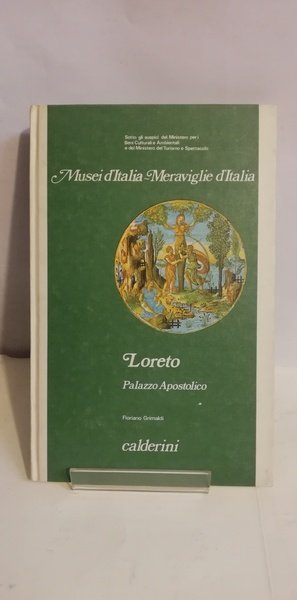 Sotto gli auspici del Ministero per i
Beni Culturali e Ambientali
e del Ministero del Turismo e Spettacolo
Musei d'Italia-Meraviglie d'Italia
Loreto
Palazzo Apostolico
Floriano Grimaldi
calderini